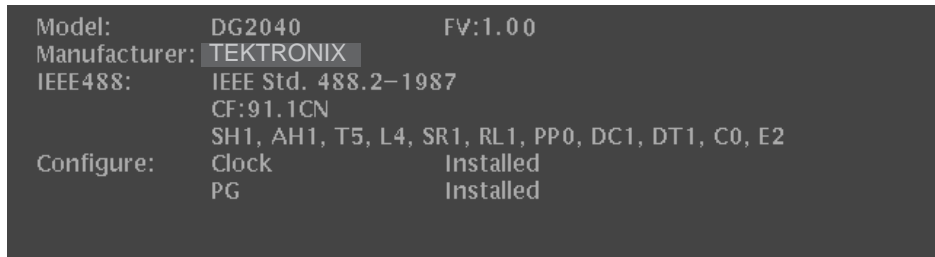 Model: DG2040 FV:1.00
Manufacturer: TEKTRONIX
IEEE488: IEEE Std. 488.2-1987
CF:91.1CN
SH1, AH1, T5, L4, SR1, RL1, PP0, DC1, DT1, C0, E2
Configure: Clock Installed
PG Installed